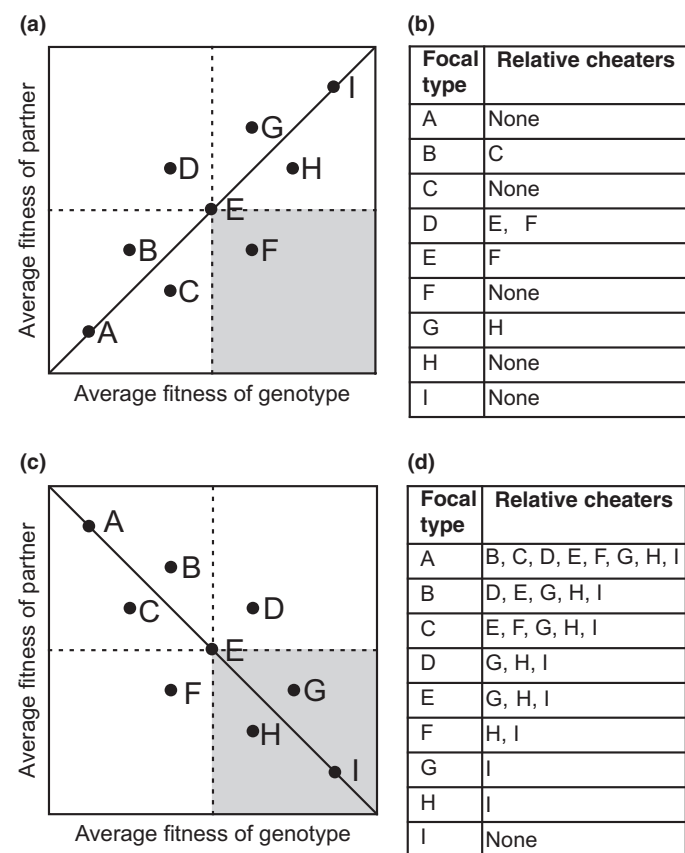 (a)
Average fitness of partner
I
G
D
H
E
B
F
C
A
Average fitness of genotype
(b)
Focal type Relative cheaters
A None
B C
C None
D E, F
E F
F None
G H
H None
I None
(c)
Average fitness of partner
A
B
C
D
E
F
G
H
I
Average fitness of genotype
(d)
Focal type Relative cheaters
A B, C, D, E, F, G, H, I
B D, E, G, H, I
C E, F, G, H, I
D G, H, I
E G, H, I
F H, I
G I
H I
I None